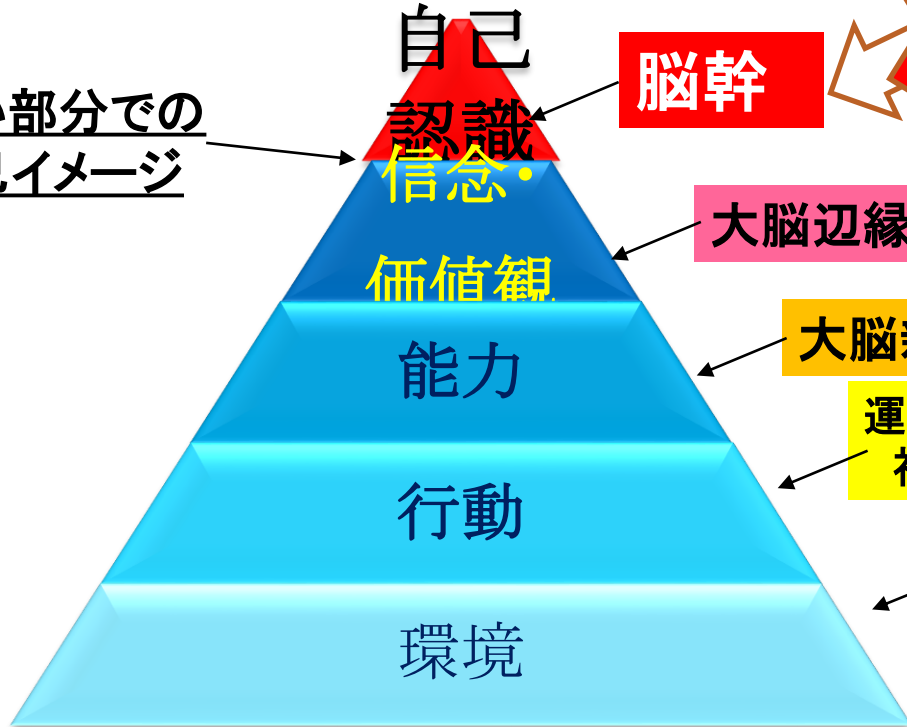 自己
認識
脳幹
部分での
イメージ
信念・
価値観
大脳辺縁
能力
大脳
運
行動
環境